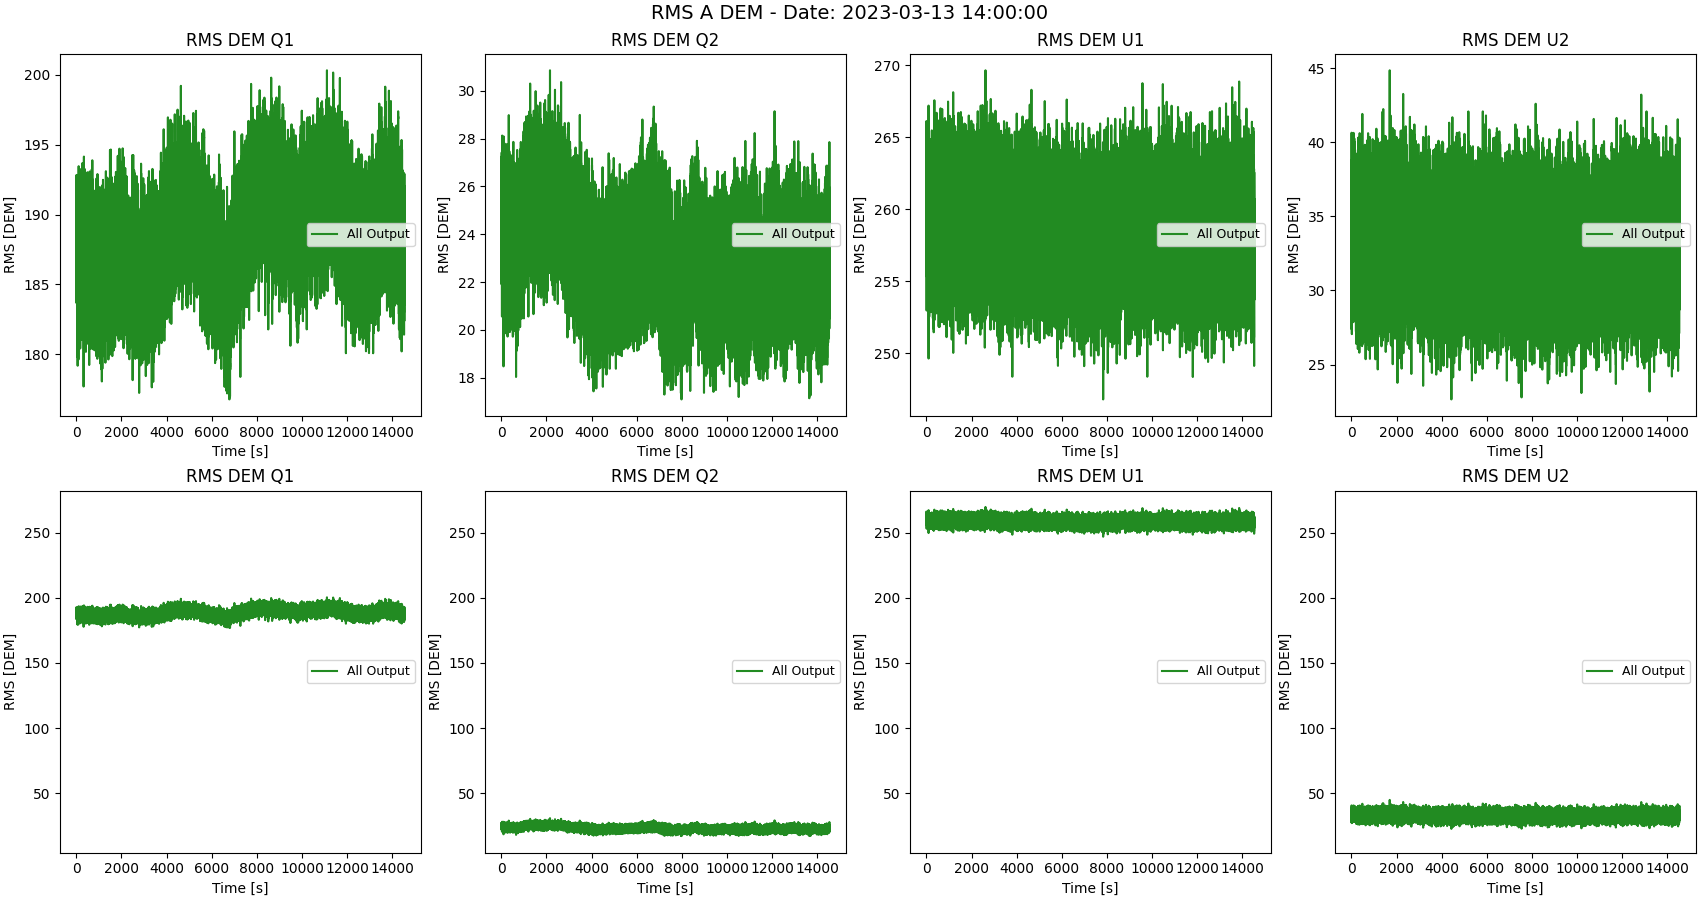 RMS A DEM - Date: 2023-03-13 14:00:00
RMS DEM Q1
RMS [DEM]
200
195
190
185
180
All Output
0 2000 4000 6000 8000 10000 12000 14000
Time [s]
RMS DEM Q2
RMS [DEM]
30
28
26
24
22
20
18
All Output
0 2000 4000 6000 8000 10000 12000 14000
Time [s]
RMS DEM U1
RMS [DEM]
270
265
260
255
250
All Output
0 2000 4000 6000 8000 10000 12000 14000
Time [s]
RMS DEM U2
RMS [DEM]
45
40
35
30
25
All Output
0 2000 4000 6000 8000 10000 12000 14000
Time [s]
RMS DEM Q1
RMS [DEM]
250
200
150
100
50
All Output
0 2000 4000 6000 8000 10000 12000 14000
Time [s]
RMS DEM Q2
RMS [DEM]
250
200
150
100
50
All Output
0 2000 4000 6000 8000 10000 12000 14000
Time [s]
RMS DEM U1
RMS [DEM]
250
200
150
100
50
All Output
0 2000 4000 6000 8000 10000 12000 14000
Time [s]
RMS DEM U2
RMS [DEM]
250
200
150
100
50
All Output
0 2000 4000 6000 8000 10000 12000 14000
Time [s]